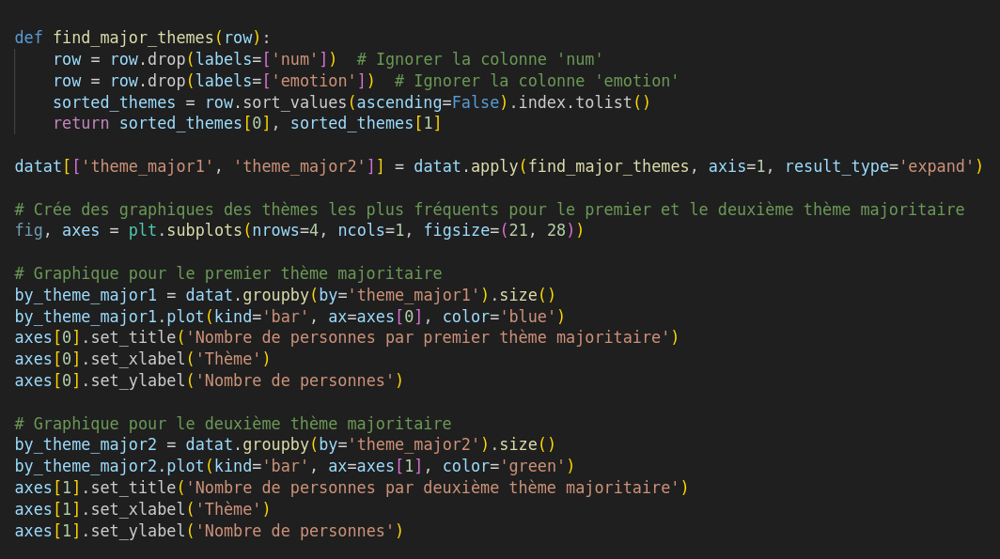 def find_major_themes(row):
    row = row.drop(labels=['num'])  # Ignorer la colonne 'num'
    row = row.drop(labels=['emotion'])  # Ignorer la colonne 'emotion'
    sorted_themes = row.sort_values(ascending=False).index.tolist()
    return sorted_themes[0], sorted_themes[1]

datat[['theme_major1', 'theme_major2']] = datat.apply(find_major_themes, axis=1, result_type='expand')

# Crée des graphiques des thèmes les plus fréquents pour le premier et le deuxième thème majoritaire
fig, axes = plt.subplots(nrows=4, ncols=1, figsize=(21, 28))

# Graphique pour le premier thème majoritaire
by_theme_major1 = datat.groupby(by='theme_major1').size()
by_theme_major1.plot(kind='bar', ax=axes[0], color='blue')
axes[0].set_title('Nombre de personnes par premier thème majoritaire')
axes[0].set_xlabel('Thème')
axes[0].set_ylabel('Nombre de personnes')

# Graphique pour le deuxième thème majoritaire
by_theme_major2 = datat.groupby(by='theme_major2').size()
by_theme_major2.plot(kind='bar', ax=axes[1], color='green')
axes[1].set_title('Nombre de personnes par deuxième thème majoritaire')
axes[1].set_xlabel('Thème')
axes[1].set_ylabel('Nombre de personnes')